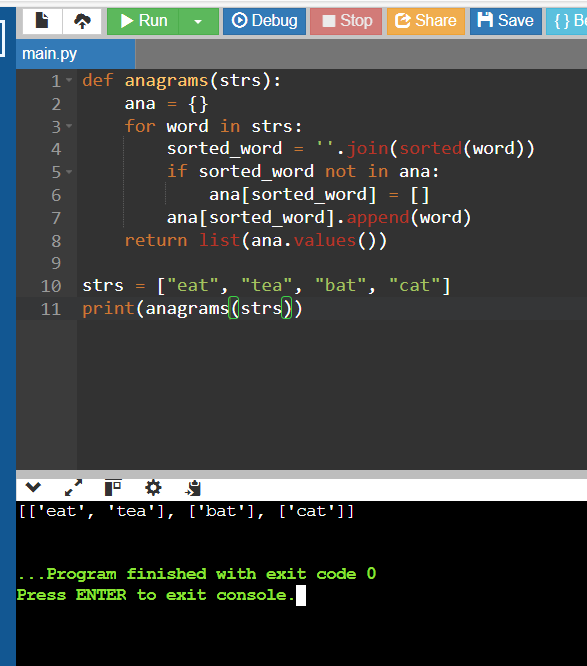 Run Debug Stop Share Save { } Be
main.py
1 def anagrams(strs):
2     ana = {}
3     for word in strs:
4         sorted_word = ''.join(sorted(word))
5         if sorted_word not in ana:
6             ana[sorted_word] = []
7         ana[sorted_word].append(word)
8     return list(ana.values())
9
10 strs = ["eat", "tea", "bat", "cat"]
11 print(anagrams(strs))
[['eat', 'tea'], ['bat'], ['cat']]
...Program finished with exit code 0
Press ENTER to exit console.